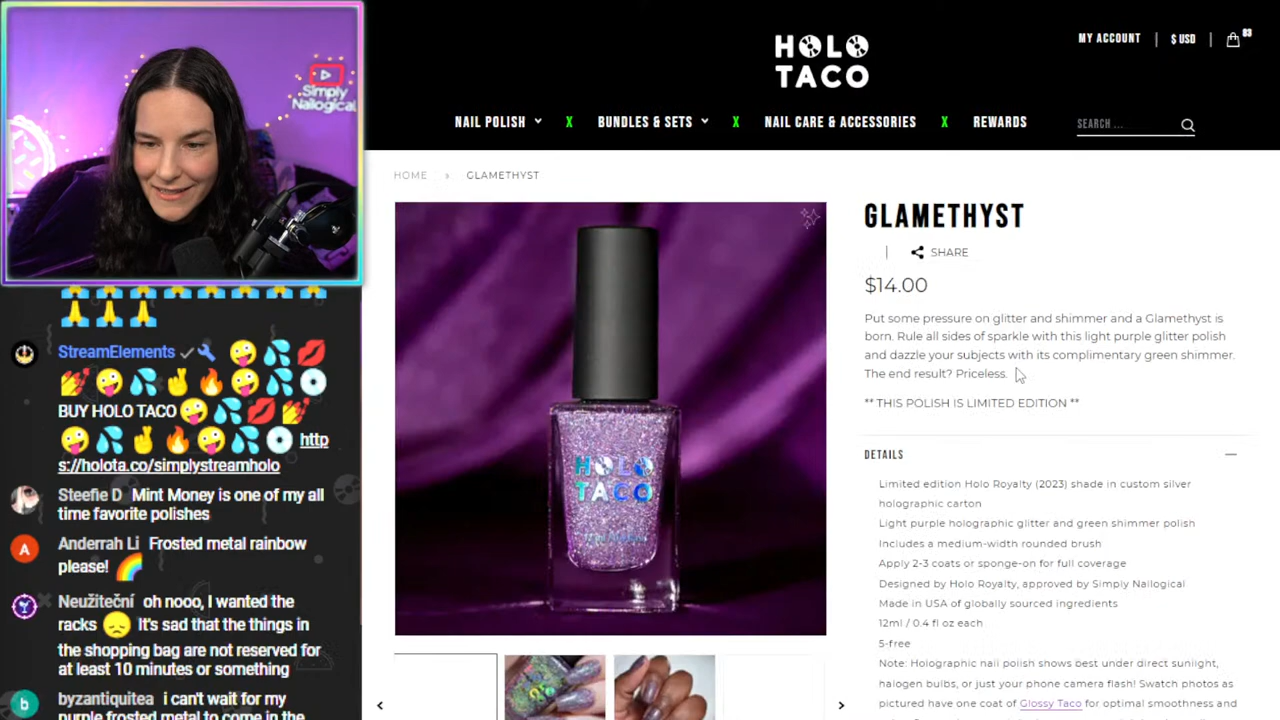 Simply
Nailogical
StreamElements
BUY HOLO TACO
http
s://holota.co/simplystreamholo
Steefie D Mint Money is one of my all
time favorite polishes
Anderrah Li Frosted metal rainbow
please!
Neužiteční oh nooo, I wanted the
racks 😞 It's sad that the things in
the shopping bag are not reserved for
at least 10 minutes or something
byzantiquitea i can't wait for my
purple frosted metal to come in the
HOLO
TACO
MY ACCOUNT | $ USD | 83
NAIL POLISH X BUNDLES & SETS X NAIL CARE & ACCESSORIES X REWARDS
SEARCH ...
HOME › GLAMETHYST
HOLO
TACO
GLAMETHYST
| SHARE
$14.00
Put some pressure on glitter and shimmer and a Glamethyst is
born. Rule all sides of sparkle with this light purple glitter polish
and dazzle your subjects with its complimentary green shimmer.
The end result? Priceless.
** THIS POLISH IS LIMITED EDITION **
DETAILS
Limited edition Holo Royalty (2023) shade in custom silver
holographic carton
Light purple holographic glitter and green shimmer polish
Includes a medium-width rounded brush
Apply 2-3 coats or sponge-on for full coverage
Designed by Holo Royalty, approved by Simply Nailogical
Made in USA of globally sourced ingredients
12ml / 0.4 fl oz each
5-free
Note: Holographic nail polish shows best under direct sunlight,
halogen bulbs, or just your phone camera flash! Swatch photos as
pictured have one coat of Glossy Taco for optimal smoothness and